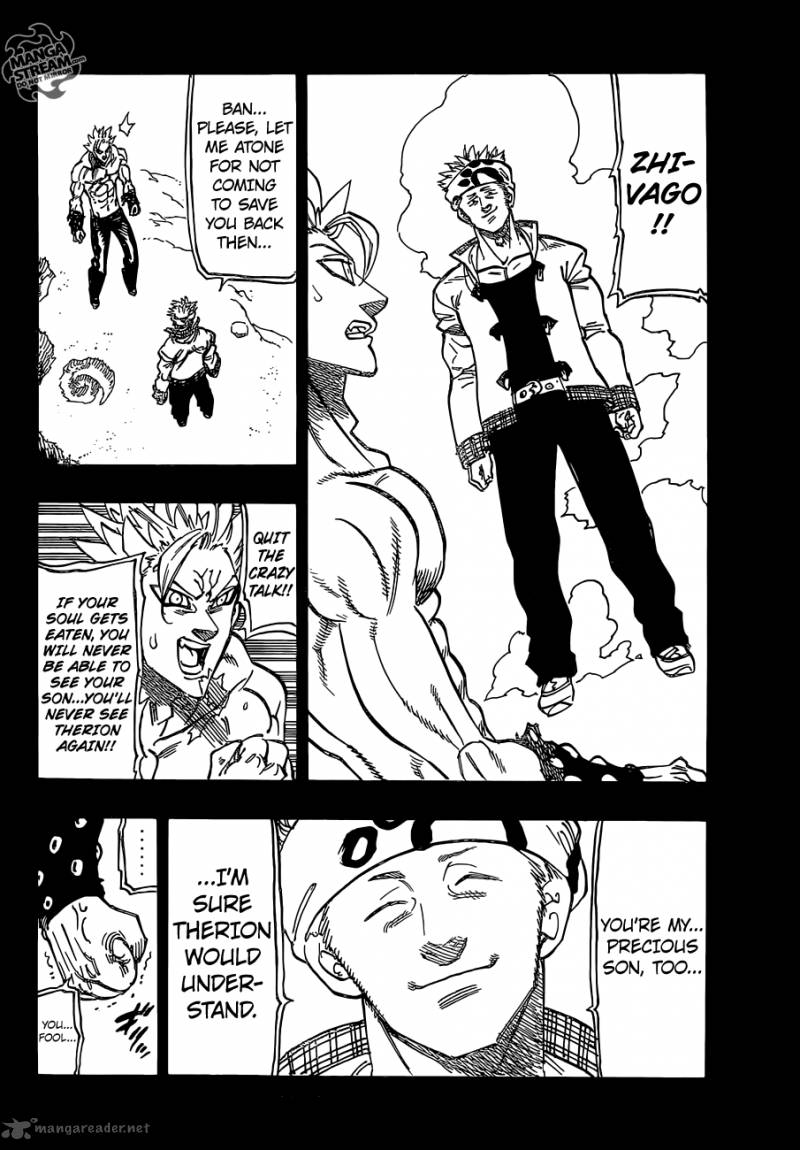 MANGA
STREAM
.COM
DO NOT MIRROR
ZHI-
VAGO
!!
BAN...
PLEASE, LET
ME ATONE
FOR NOT
COMING
TO SAVE
YOU BACK
THEN...
QUIT
THE
CRAZY
TALK!!
IF YOUR
SOUL GETS
EATEN, YOU
WILL NEVER
BE ABLE TO
SEE YOUR
SON...YOU'LL
NEVER SEE
THERION
AGAIN!!
YOU'RE MY...
PRECIOUS
SON, TOO...
...I'M
SURE
THERION
WOULD
UNDER-
STAND.
......
YOU...
FOOL...
mangareader.net